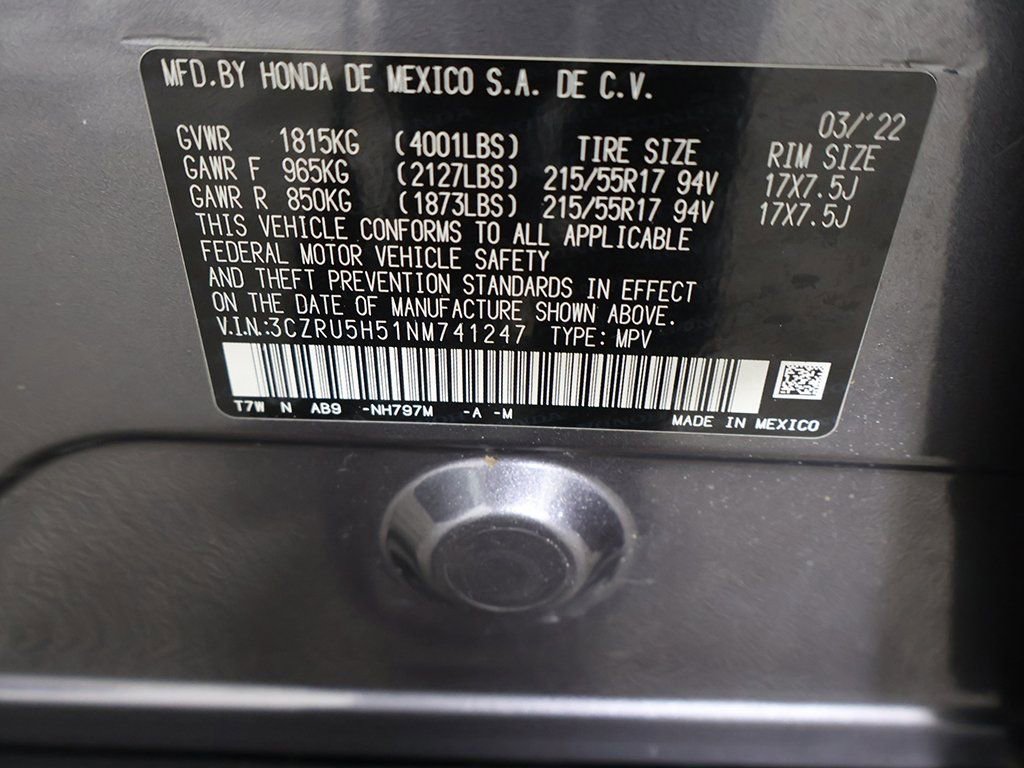 MFD.BY HONDA DE MEXICO S.A. DE C.V.
03/'22
GVWR 1815KG (4001LBS) TIRE SIZE RIM SIZE
GAWR F 965KG (2127LBS) 215/55R17 94V 17X7.5J
GAWR R 850KG (1873LBS) 215/55R17 94V 17X7.5J
THIS VEHICLE CONFORMS TO ALL APPLICABLE
FEDERAL MOTOR VEHICLE SAFETY
AND THEFT PREVENTION STANDARDS IN EFFECT
ON THE DATE OF MANUFACTURE SHOWN ABOVE.
V.I.N.:3CZRU5H51NM741247 TYPE: MPV
T7W N AB9 -NH797M -A -M
MADE IN MEXICO